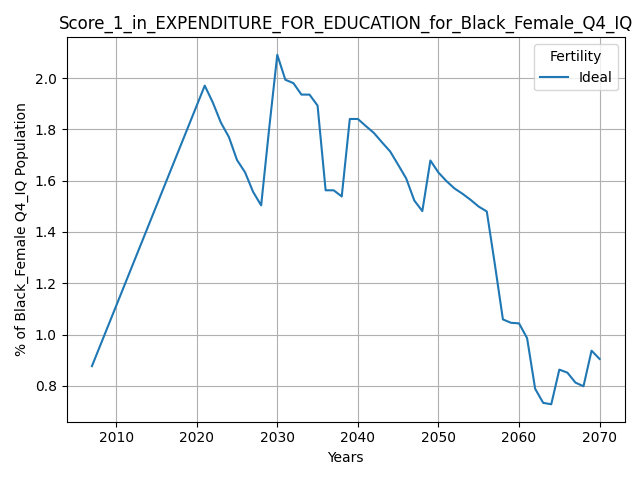 Score_1_in_EXPENDITURE_FOR_EDUCATION_for_Black_Female_Q4_IQ
Fertility
Ideal
% of Black_Female Q4_IQ Population
2.0
1.8
1.6
1.4
1.2
1.0
0.8
2010 2020 2030 2040 2050 2060 2070
Years